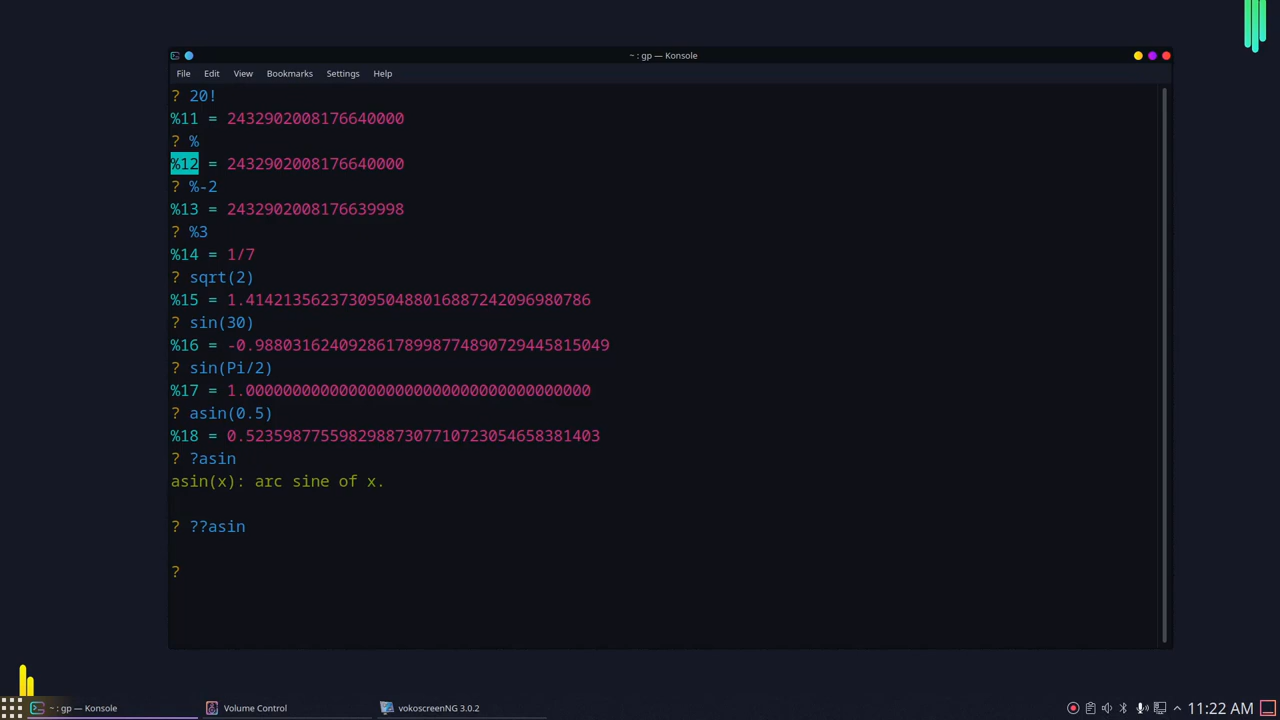 ~ : gp — Konsole
File Edit View Bookmarks Settings Help
? 20!
%11 = 2432902008176640000
? %
%12 = 2432902008176640000
? %-2
%13 = 2432902008176639998
? %3
%14 = 1/7
? sqrt(2)
%15 = 1.4142135623730950488016887242096980786
? sin(30)
%16 = -0.98803162409286178998774890729445815049
? sin(Pi/2)
%17 = 1.0000000000000000000000000000000000000
? asin(0.5)
%18 = 0.52359877559829887307710723054658381403
? ?asin
asin(x): arc sine of x.
? ??asin
?
~ : gp — Konsole Volume Control vokoscreenNG 3.0.2 11:22 AM